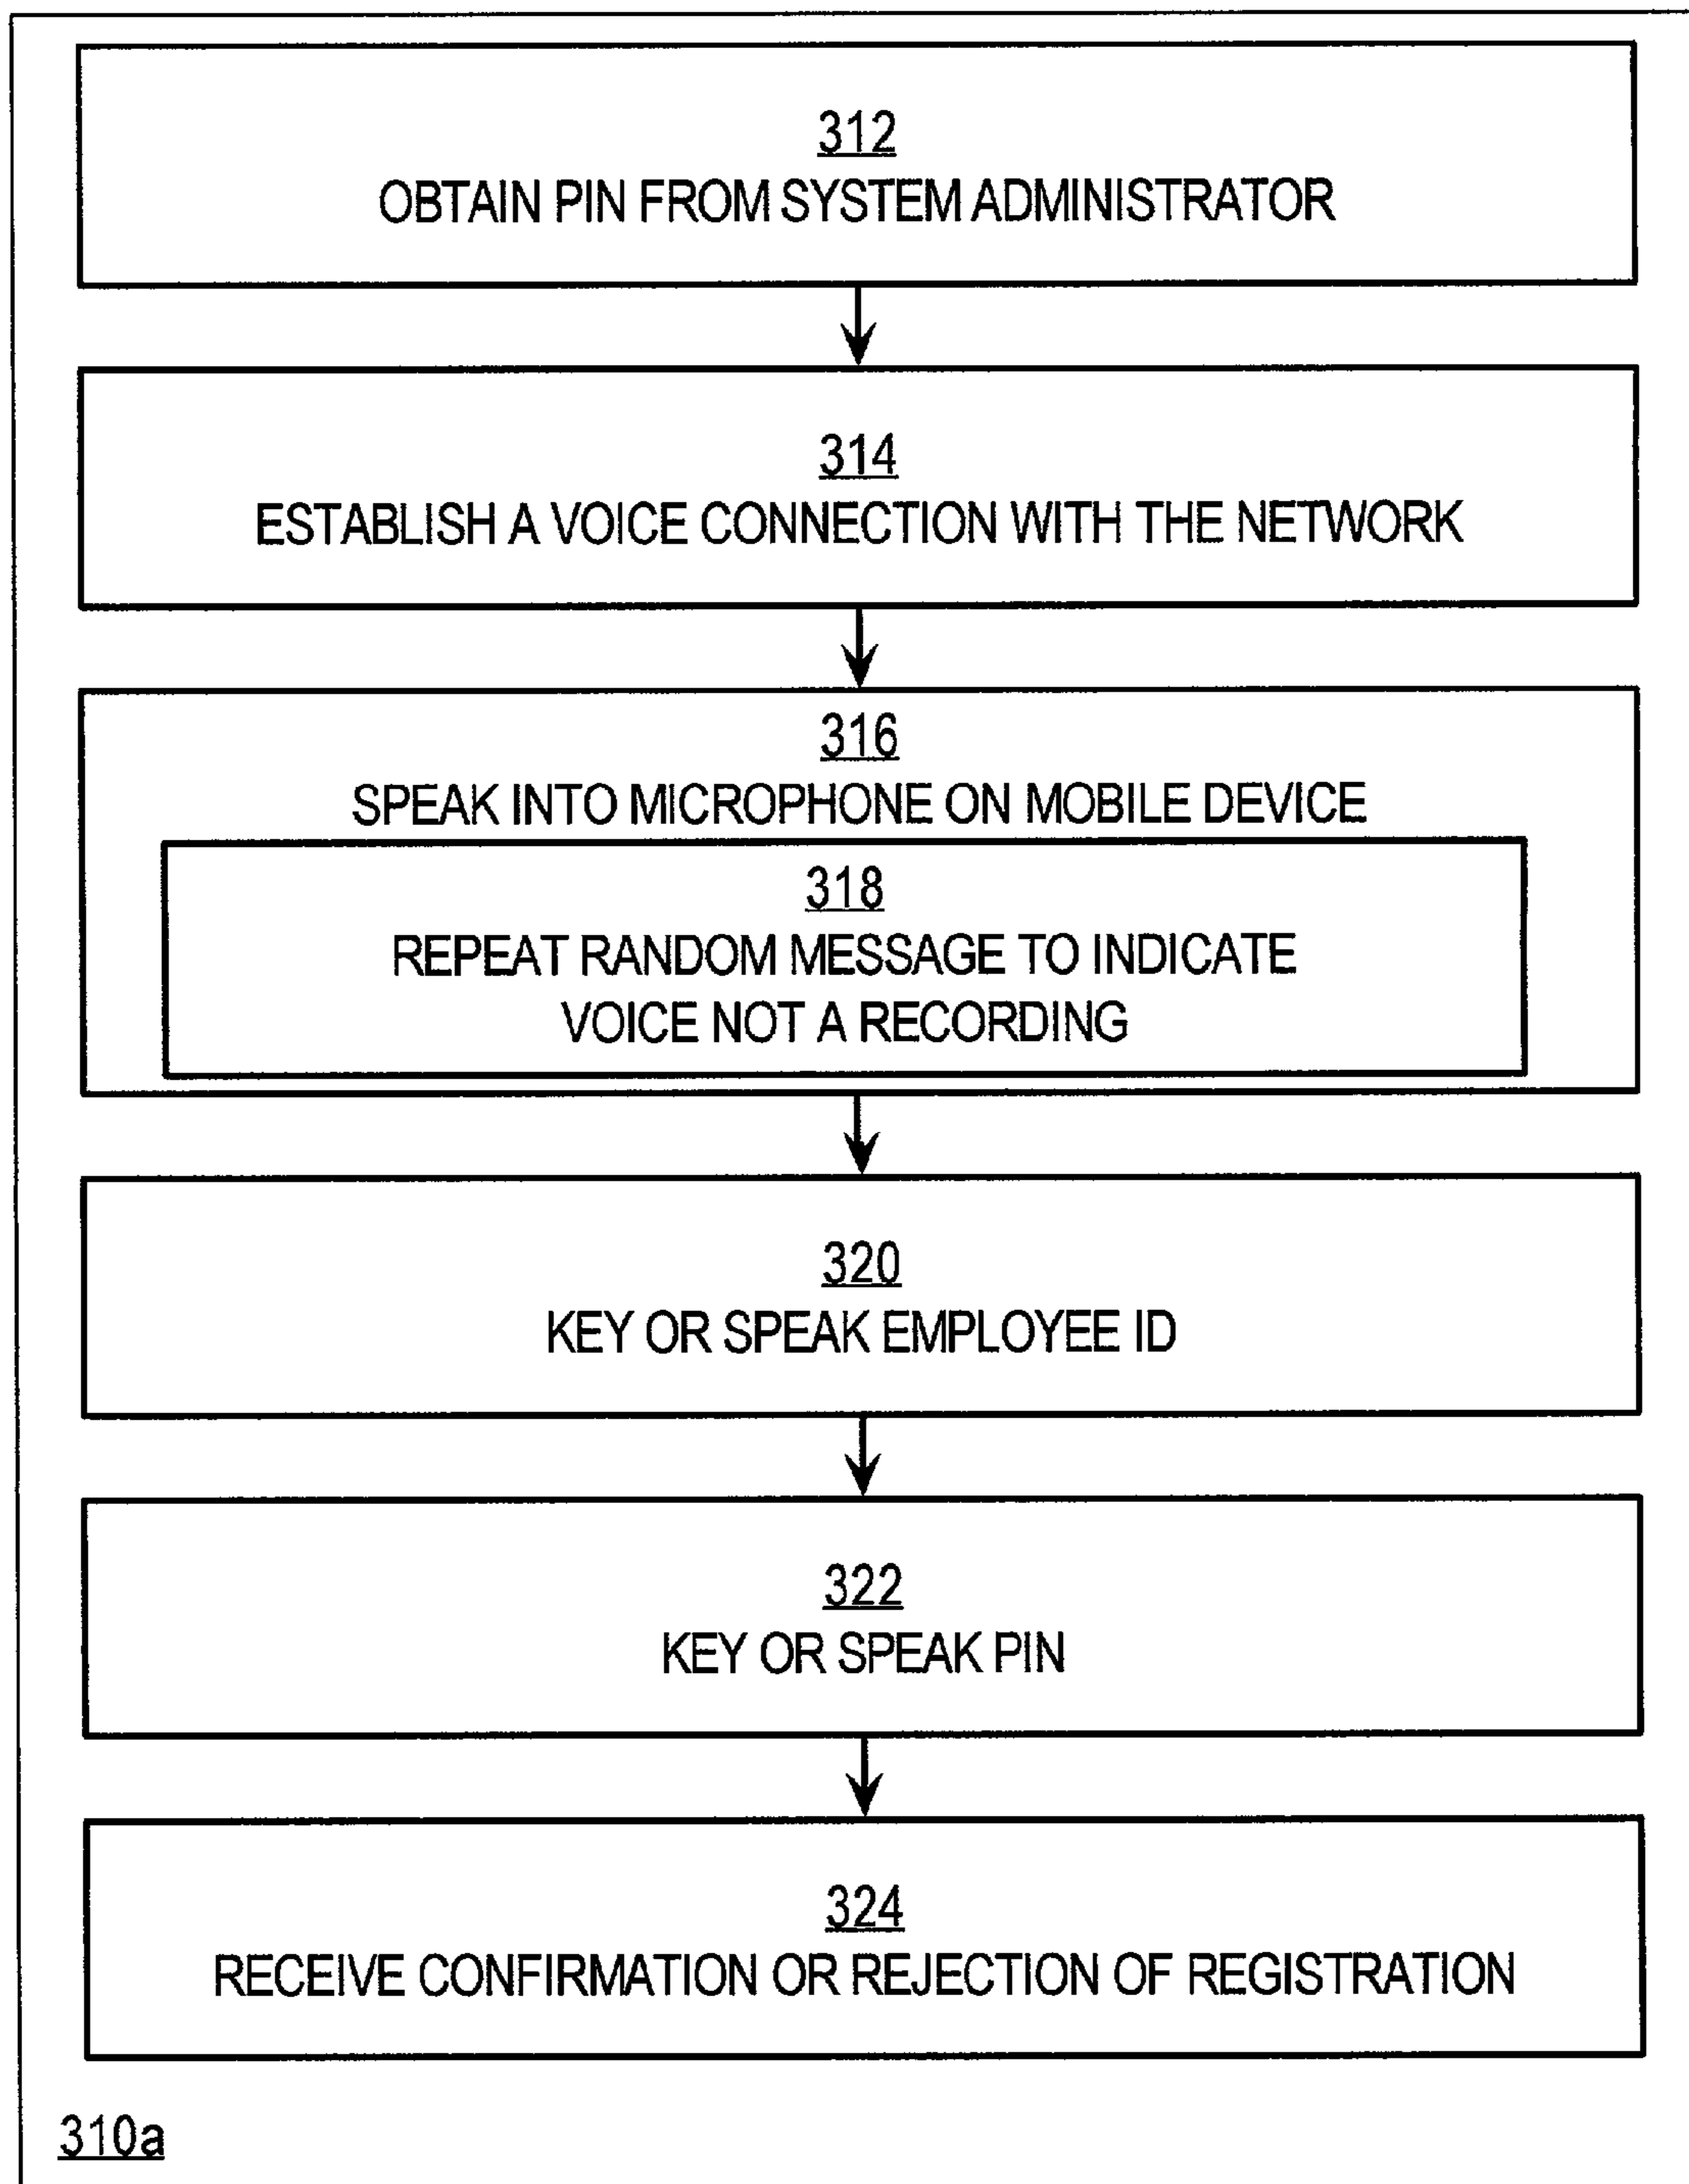 312
OBTAIN PIN FROM SYSTEM ADMINISTRATOR
314
ESTABLISH A VOICE CONNECTION WITH THE NETWORK
316
SPEAK INTO MICROPHONE ON MOBILE DEVICE
318
REPEAT RANDOM MESSAGE TO INDICATE
VOICE NOT A RECORDING
320
KEY OR SPEAK EMPLOYEE ID
322
KEY OR SPEAK PIN
324
RECEIVE CONFIRMATION OR REJECTION OF REGISTRATION
310a